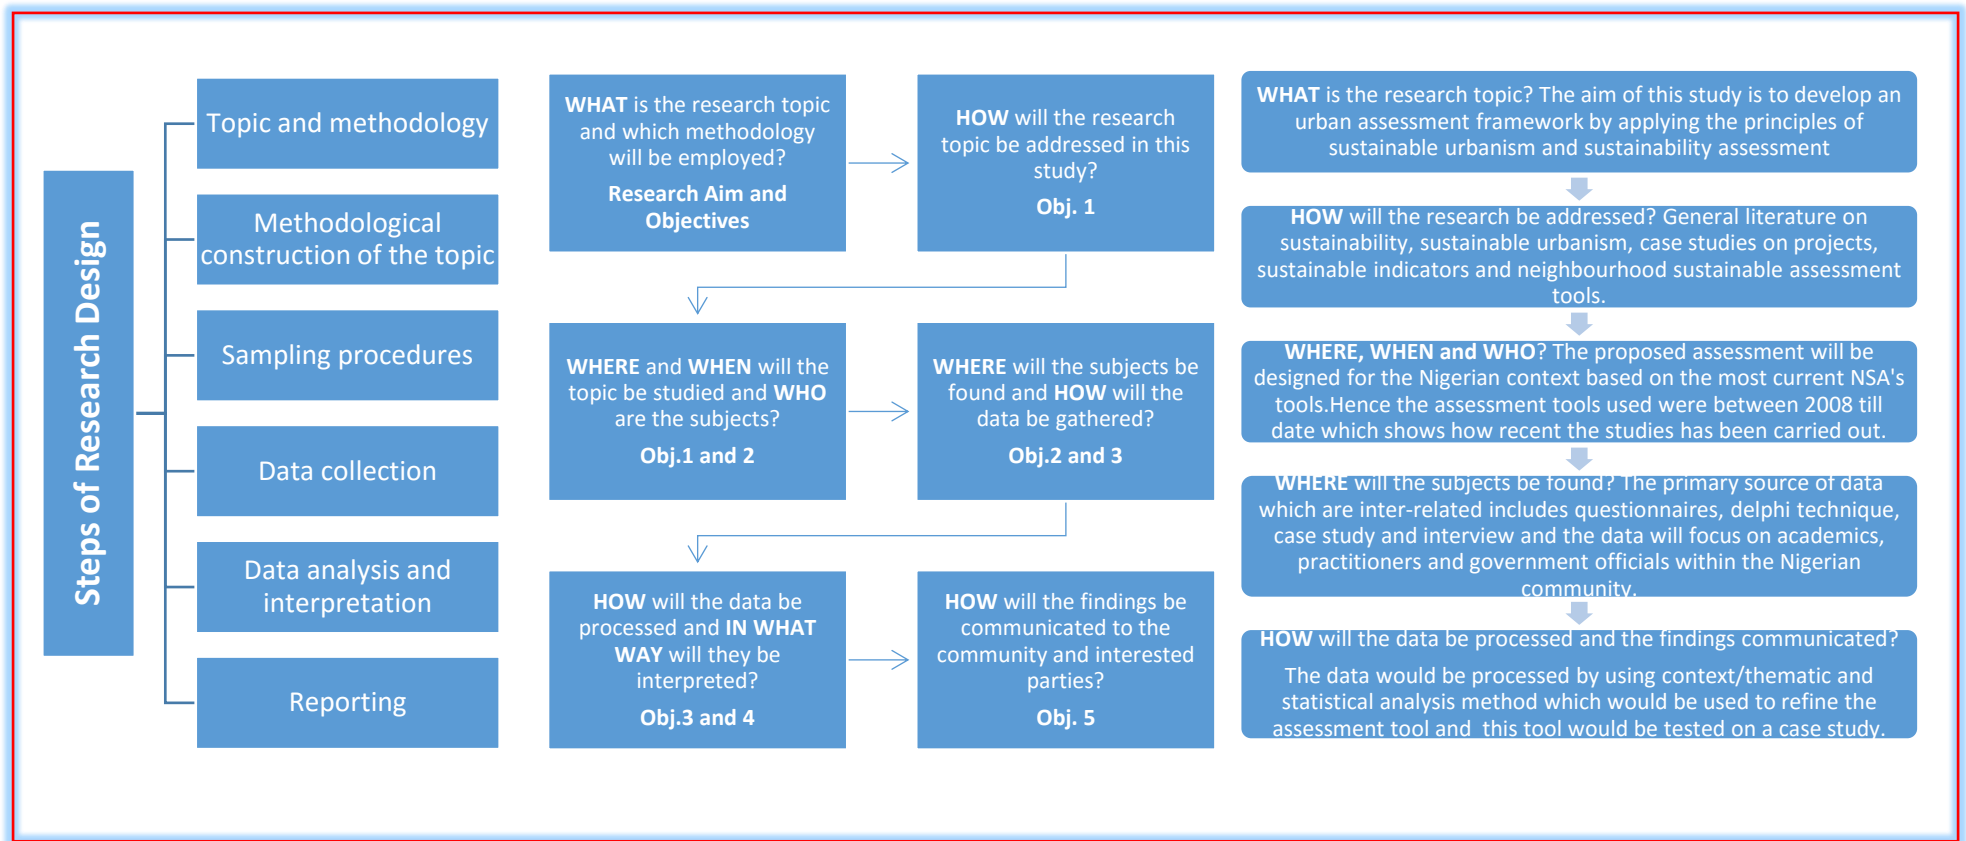 Steps of Research Design
Topic and methodology
Methodological
construction of the topic
Sampling procedures
Data collection
Data analysis and
interpretation
Reporting
WHAT is the research topic
and which methodology
will be employed?
Research Aim and
Objectives
HOW will the research
topic be addressed in this
study?
Obj. 1
WHERE and WHEN will the
topic be studied and WHO
are the subjects?
Obj.1 and 2
WHERE will the subjects be
found and HOW will the
data be gathered?
Obj.2 and 3
HOW will the data be
processed and IN WHAT
WAY will they be
interpreted?
Obj.3 and 4
HOW will the findings be
communicated to the
community and interested
parties?
Obj. 5
WHAT is the research topic? The aim of this study is to develop an
urban assessment framework by applying the principles of
sustainable urbanism and sustainability assessment
HOW will the research be addressed? General literature on
sustainability, sustainable urbanism, case studies on projects,
sustainable indicators and neighbourhood sustainable assessment
tools.
WHERE, WHEN and WHO? The proposed assessment will be
designed for the Nigerian context based on the most current NSA's
tools.Hence the assessment tools used were between 2008 till
date which shows how recent the studies has been carried out.
WHERE will the subjects be found? The primary source of data
which are inter-related includes questionnaires, delphi technique,
case study and interview and the data will focus on academics,
practitioners and government officials within the Nigerian
community.
HOW will the data be processed and the findings communicated?
The data would be processed by using context/thematic and
statistical analysis method which would be used to refine the
assessment tool and this tool would be tested on a case study.